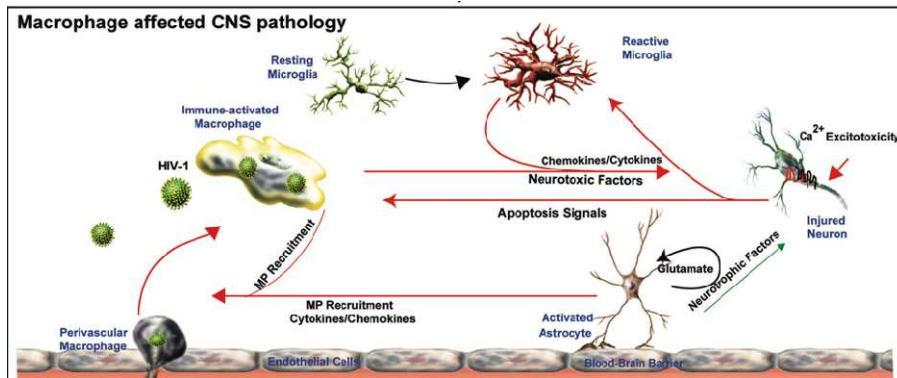 Macrophage affected CNS pathology
Resting
Microglia
Reactive
Microglia
Immune-activated
Macrophage
HIV-1
Ca2+ Excitotoxicity
Chemokines/Cytokines
Neurotoxic Factors
Apoptosis Signals
Injured
Neuron
MP Recruitment
Glutamate
Neurotrophic Factors
MP Recruitment
Cytokines/Chemokines
Activated
Astrocyte
Perivascular
Macrophage
Endothelial Cells
Blood-Brain Barrier